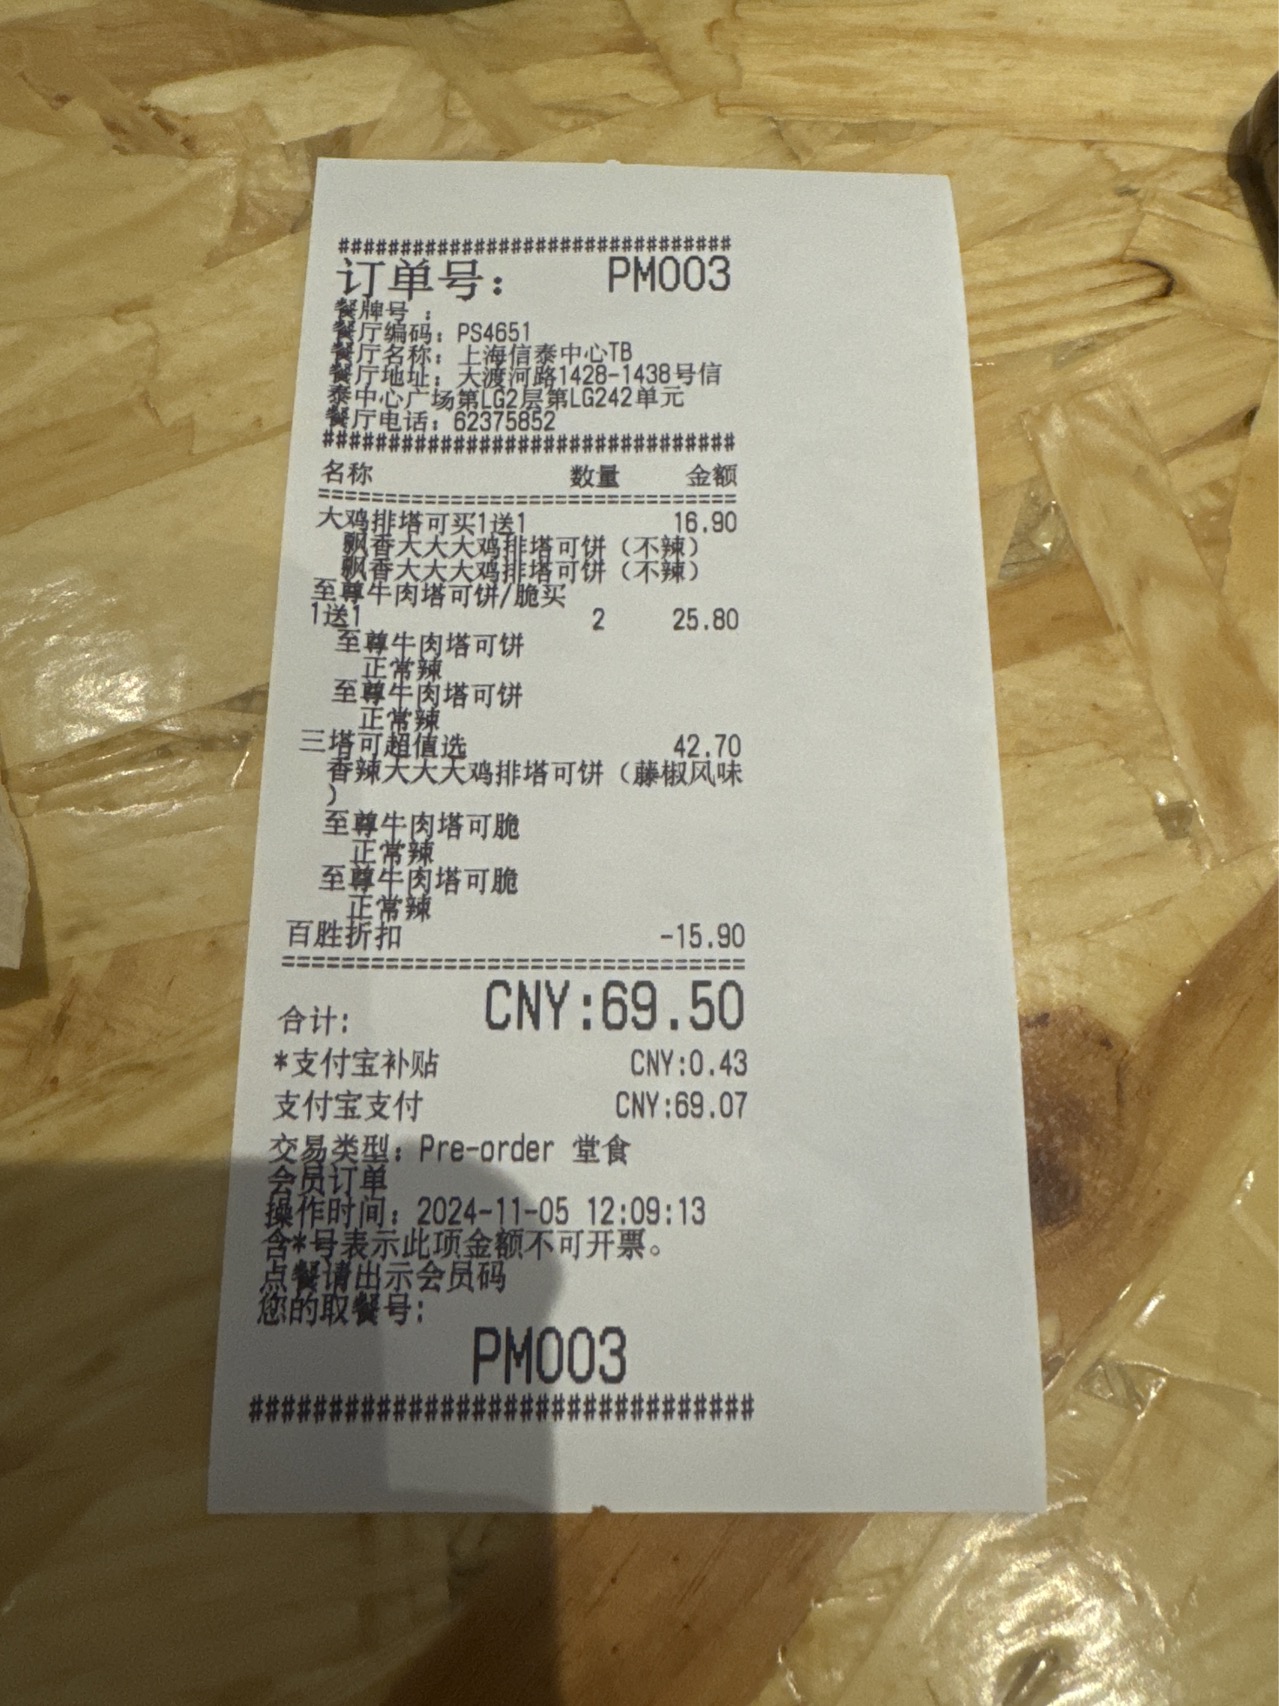 ################################
订单号： PM003
餐牌号 :
餐厅编码: PS4651
餐厅名称: 上海信泰中心TB
餐厅地址: 大渡河路1428-1438号信
泰中心广场第LG2层第LG242单元
餐厅电话: 62375852
################################
名称 数量 金额
================================
大鸡排塔可买1送1 16.90
飘香大大大鸡排塔可饼（不辣）
飘香大大大鸡排塔可饼（不辣）
至尊牛肉塔可饼/脆买
1送1 2 25.80
至尊牛肉塔可饼
正常辣
至尊牛肉塔可饼
正常辣
三塔可超值选 42.70
香辣大大大鸡排塔可饼（藤椒风味
）
至尊牛肉塔可脆
正常辣
至尊牛肉塔可脆
正常辣
百胜折扣 -15.90
================================
合计: CNY:69.50
*支付宝补贴 CNY:0.43
支付宝支付 CNY:69.07
交易类型: Pre-order 堂食
会员订单
操作时间: 2024-11-05 12:09:13
含*号表示此项金额不可开票。
点餐请出示会员码
您的取餐号:
PM003
################################